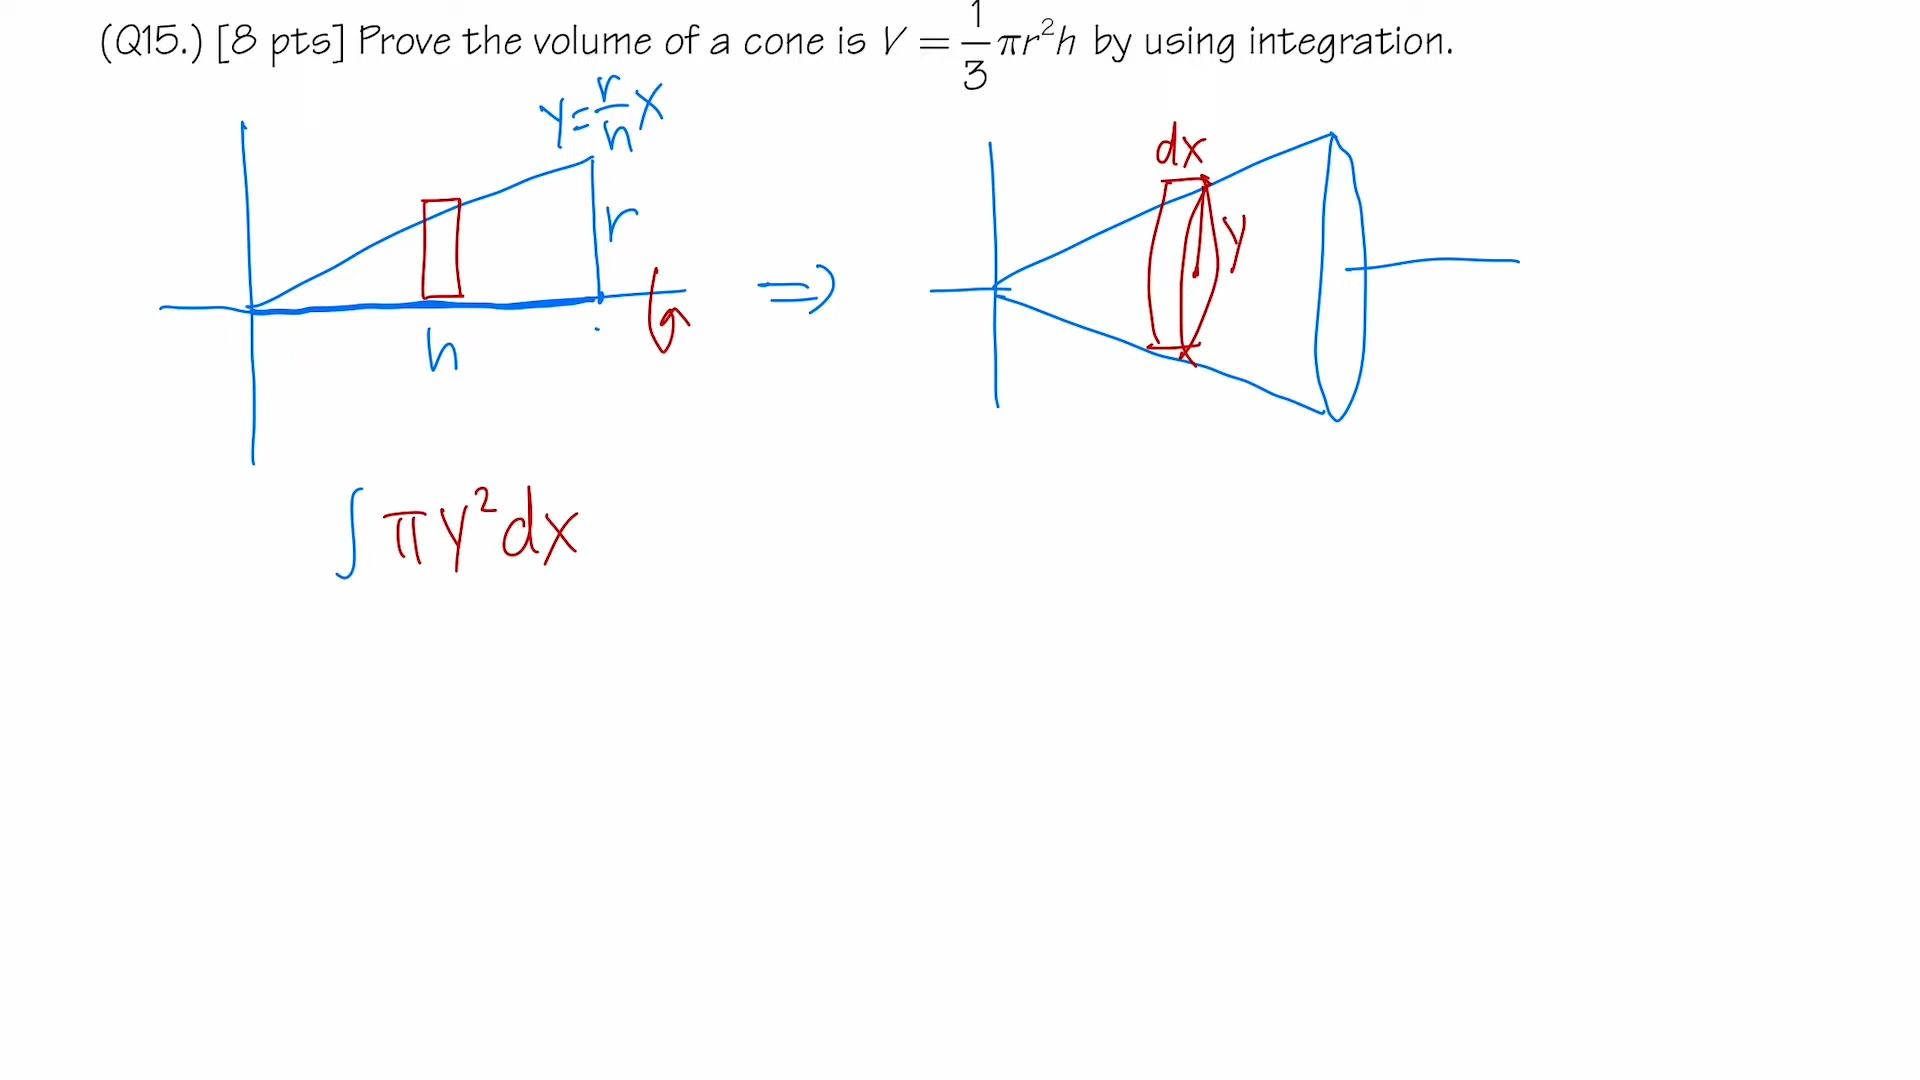 (Q15.) [8 pts] Prove the volume of a cone is V = 1/3 πr²h by using integration.
y = r/h x
dx
r
y
h
∫ πy² dx